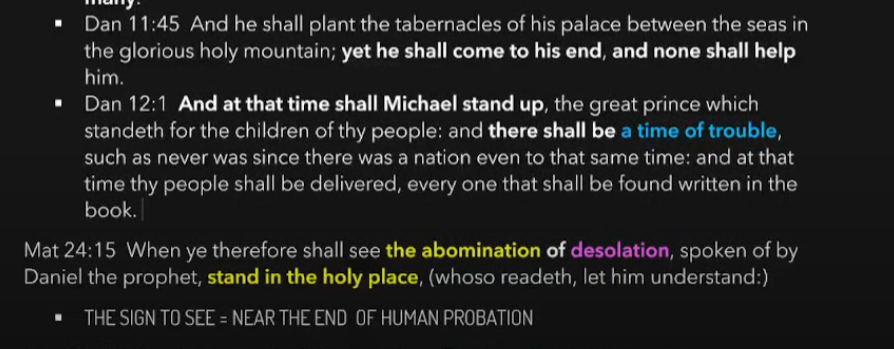 many.
▪ Dan 11:45 And he shall plant the tabernacles of his palace between the seas in
the glorious holy mountain; yet he shall come to his end, and none shall help
him.
▪ Dan 12:1 And at that time shall Michael stand up, the great prince which
standeth for the children of thy people: and there shall be a time of trouble,
such as never was since there was a nation even to that same time: and at that
time thy people shall be delivered, every one that shall be found written in the
book.
Mat 24:15 When ye therefore shall see the abomination of desolation, spoken of by
Daniel the prophet, stand in the holy place, (whoso readeth, let him understand:)
▪ THE SIGN TO SEE = NEAR THE END OF HUMAN PROBATION